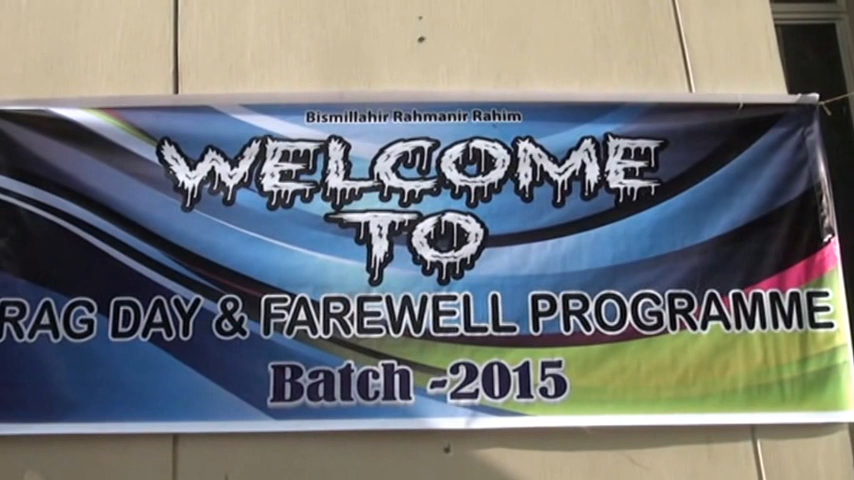 Bismillahir Rahmanir Rahim
WELCOME
TO
RAG DAY & FAREWELL PROGRAMME
Batch -2015